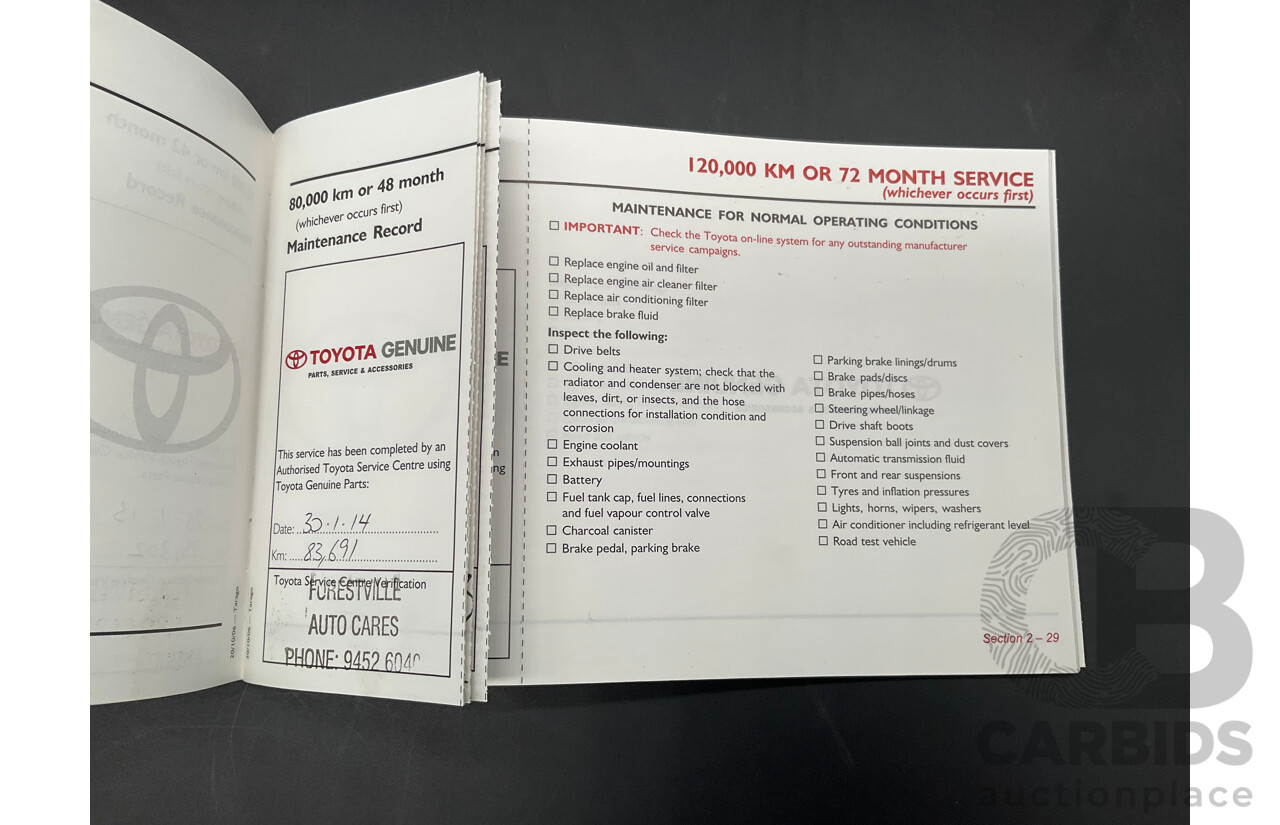 80,000 km or 48 month
(whichever occurs first)
Maintenance Record
TOYOTA GENUINE
PARTS, SERVICE & ACCESSORIES
This service has been completed by an
Authorised Toyota Service Centre using
Toyota Genuine Parts:
Date: 30·1·14
Km: 83,691
Toyota Service Centre Verification
FORESTVILLE
AUTO CARES
PHONE: 9452 6040
120,000 KM OR 72 MONTH SERVICE
(whichever occurs first)
MAINTENANCE FOR NORMAL OPERATING CONDITIONS
IMPORTANT: Check the Toyota on-line system for any outstanding manufacturer
service campaigns.
Replace engine oil and filter
Replace engine air cleaner filter
Replace air conditioning filter
Replace brake fluid
Inspect the following:
Drive belts
Cooling and heater system; check that the
radiator and condenser are not blocked with
leaves, dirt, or insects, and the hose
connections for installation condition and
corrosion
Engine coolant
Exhaust pipes/mountings
Battery
Fuel tank cap, fuel lines, connections
and fuel vapour control valve
Charcoal canister
Brake pedal, parking brake
Parking brake linings/drums
Brake pads/discs
Brake pipes/hoses
Steering wheel/linkage
Drive shaft boots
Suspension ball joints and dust covers
Automatic transmission fluid
Front and rear suspensions
Tyres and inflation pressures
Lights, horns, wipers, washers
Air conditioner including refrigerant level
Road test vehicle
Section 2 – 29
CB
CARBIDS
auctionplace